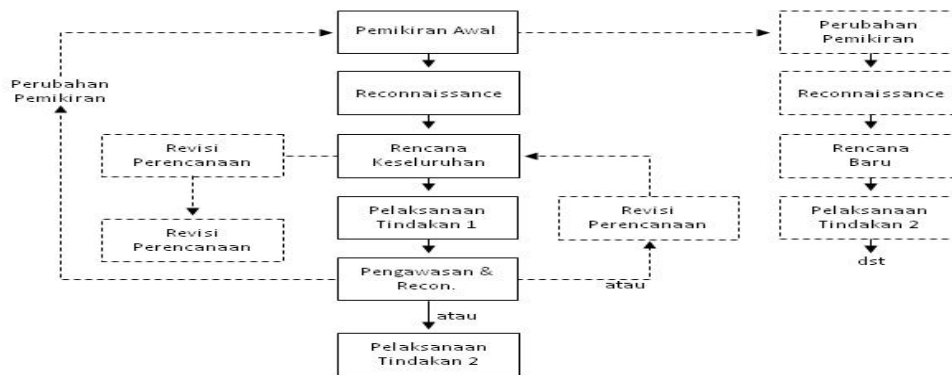 Pemikiran Awal
Perubahan
Pemikiran
Perubahan
Pemikiran
Reconnaissance
Reconnaissance
Revisi
Perencanaan
Rencana
Keseluruhan
Rencana
Baru
Revisi
Perencanaan
Pelaksanaan
Tindakan 1
Revisi
Perencanaan
Pelaksanaan
Tindakan 2
Pengawasan &
Recon.
atau
dst
atau
Pelaksanaan
Tindakan 2